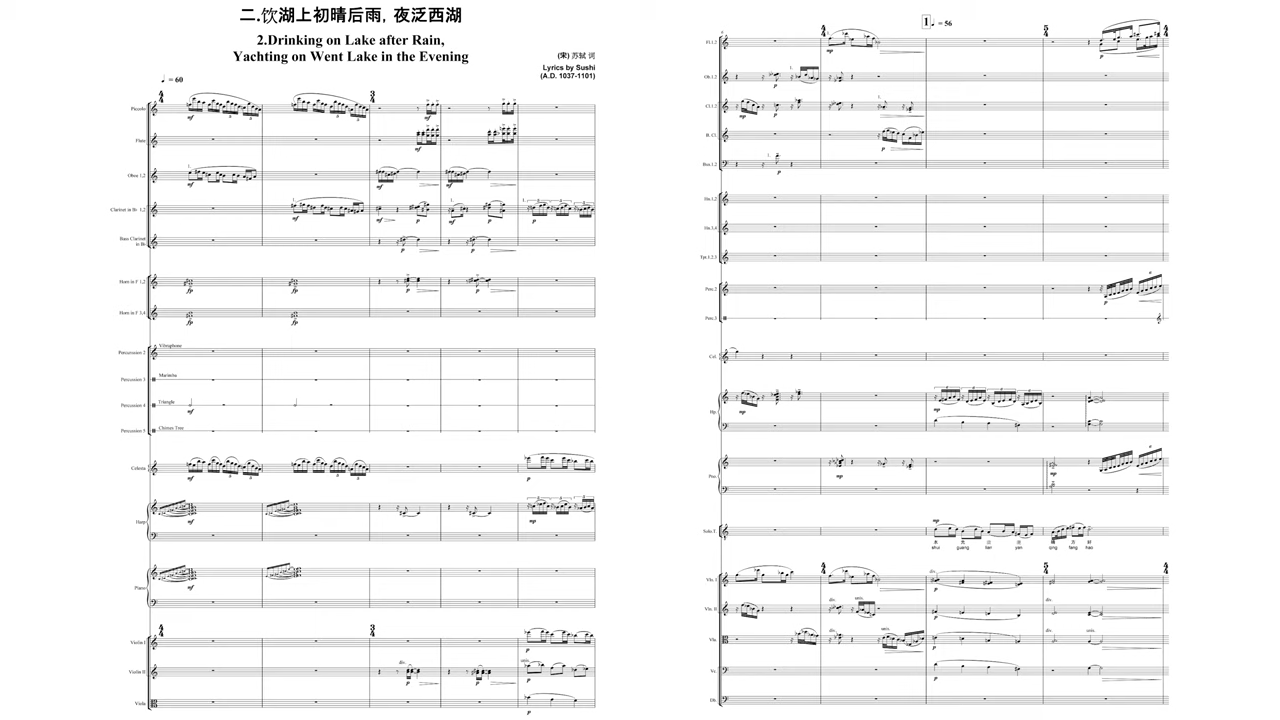 二.饮湖上初晴后雨，夜泛西湖
2.Drinking on Lake after Rain,
Yachting on Went Lake in the Evening
(宋) 苏轼 词
Lyrics by Sushi
(A.D. 1037-1101)
= 60
Piccolo
Flute
Oboe 1,2
Clarinet in B♭ 1,2
Bass Clarinet
in B♭
Horn in F 1,2
Horn in F 3,4
Percussion 2
Vibraphone
Percussion 3
Marimba
Percussion 4
Triangle
Percussion 5
Celesta
Harp
Piano
Violin I
Violin II
Viola
1
= 56
Fl.1.2
Ob.1.2
Cl.1.2
B. Cl.
Bsn.1.2
Hn.1.2
Hn.3.4
Tpt.1.2.3
Perc.2
Perc.3
Cel.
Hp.
Pno.
Solo.T.
shui guang lian yan qing fang hao
Vln. I
Vln. II
Vla.
Vc.
Db.